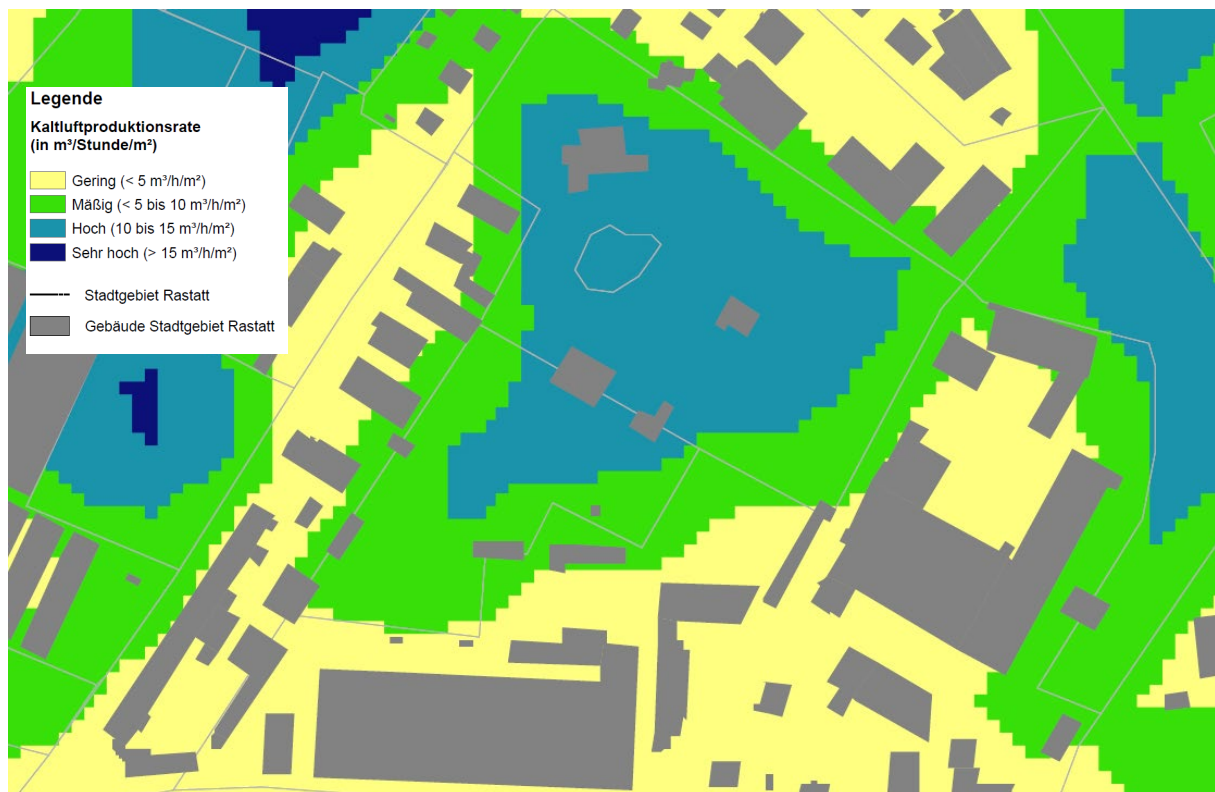 Legende
Kaltluftproduktionsrate
(in m³/Stunde/m²)
Gering (< 5 m³/h/m²)
Mäßig (< 5 bis 10 m³/h/m²)
Hoch (10 bis 15 m³/h/m²)
Sehr hoch (> 15 m³/h/m²)
Stadtgebiet Rastatt
Gebäude Stadtgebiet Rastatt